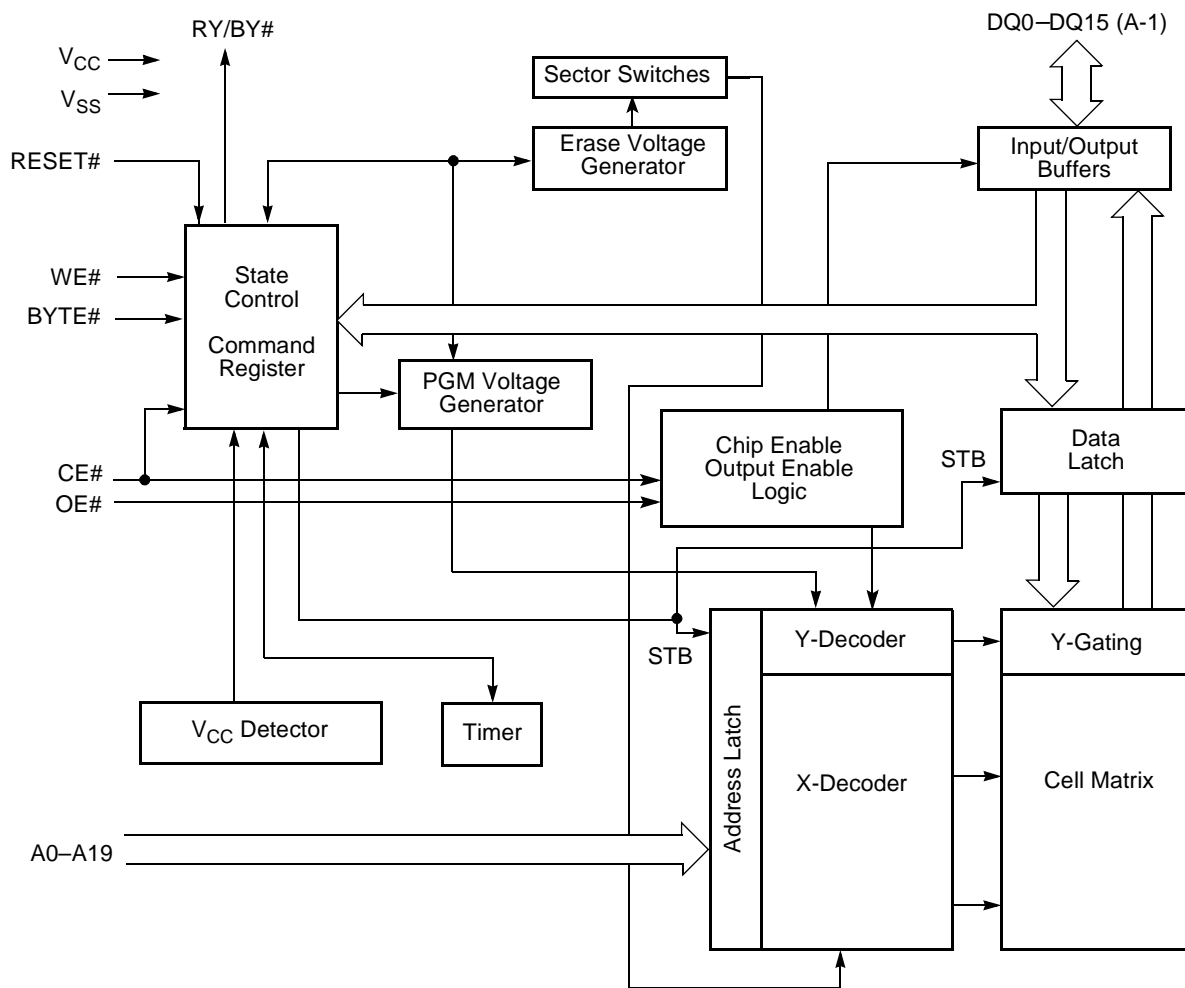 RY/BY#
DQ0–DQ15 (A-1)
VCC
VSS
Sector Switches
RESET#
Erase Voltage
Generator
Input/Output
Buffers
WE#
BYTE#
State
Control
Command
Register
PGM Voltage
Generator
CE#
OE#
Chip Enable
Output Enable
Logic
STB
Data
Latch
STB
Y-Decoder
Y-Gating
VCC Detector
Timer
Address Latch
X-Decoder
Cell Matrix
A0–A19